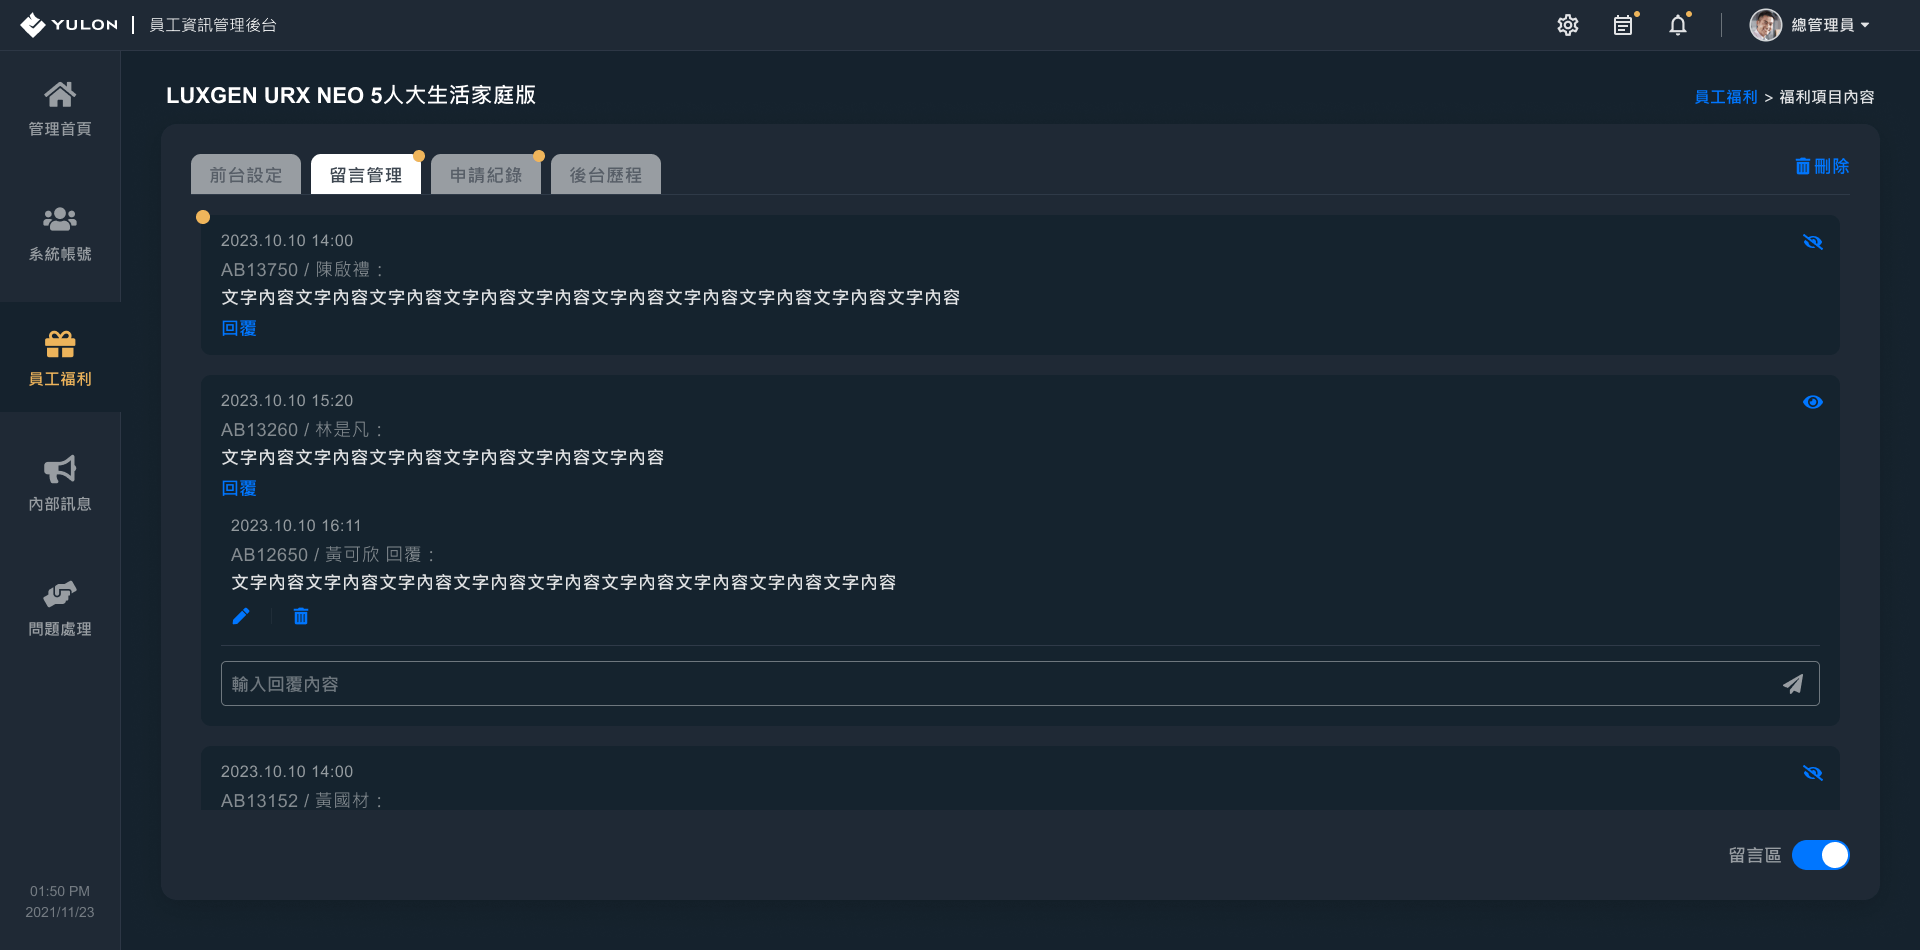 YULON
員工資訊管理後台
總管理員
管理首頁
系統帳號
員工福利
內部訊息
問題處理
01:50 PM
2021/11/23
LUXGEN URX NEO 5人大生活家庭版
員工福利 > 福利項目內容
前台設定
留言管理
申請紀錄
後台歷程
刪除
2023.10.10 14:00
AB13750 / 陳啟禮：
文字內容文字內容文字內容文字內容文字內容文字內容文字內容文字內容文字內容文字內容
回覆
2023.10.10 15:20
AB13260 / 林是凡：
文字內容文字內容文字內容文字內容文字內容文字內容
回覆
2023.10.10 16:11
AB12650 / 黃可欣 回覆：
文字內容文字內容文字內容文字內容文字內容文字內容文字內容文字內容文字內容
輸入回覆內容
2023.10.10 14:00
AB13152 / 黃國材：
留言區